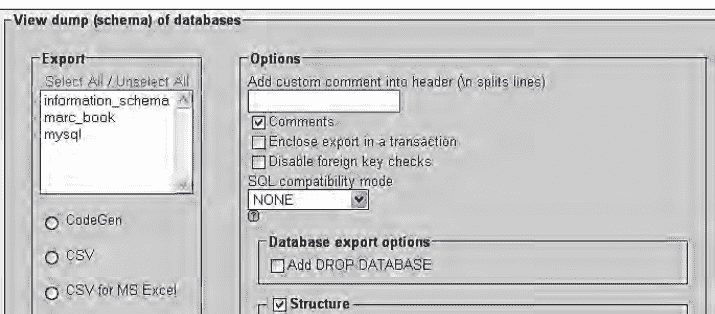 View dump (schema) of databases
Export
Select All / Unselect All
information_schema
marc_book
mysql
CodeGen
CSV
CSV for MS Excel
Options
Add custom comment into header (\n splits lines)
Comments
Enclose export in a transaction
Disable foreign key checks
SQL compatibility mode
NONE
Database export options
Add DROP DATABASE
Structure